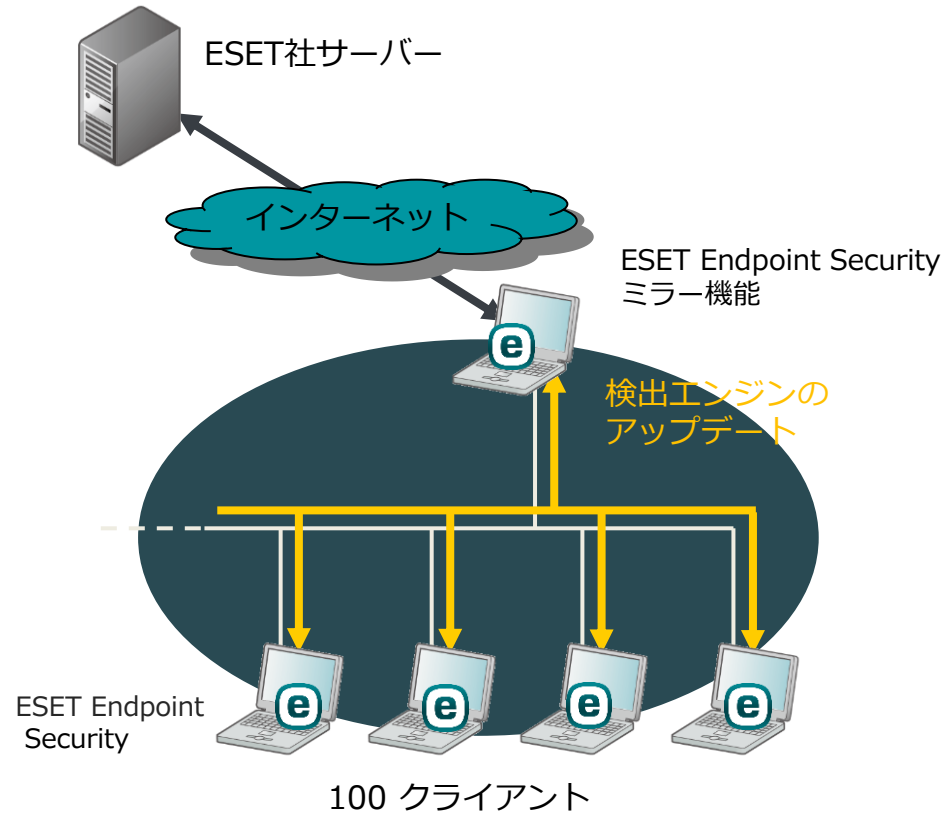 ESET社サーバー
インターネット
ESET Endpoint Security
ミラー機能
検出エンジンの
アップデート
e
e
e
e
e
ESET Endpoint
Security
100 クライアント